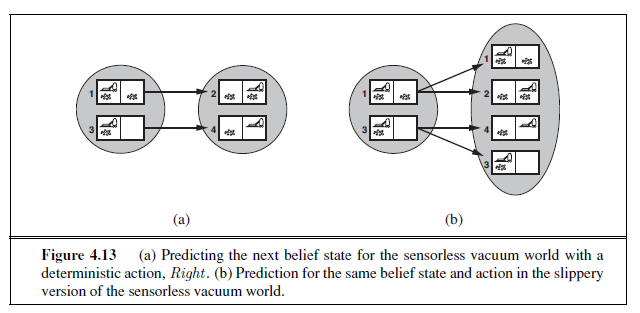 1
2
3
4
1
1
2
3
4
3
(a)
(b)
Figure 4.13 (a) Predicting the next belief state for the sensorless vacuum world with a
deterministic action, Right. (b) Prediction for the same belief state and action in the slippery
version of the sensorless vacuum world.